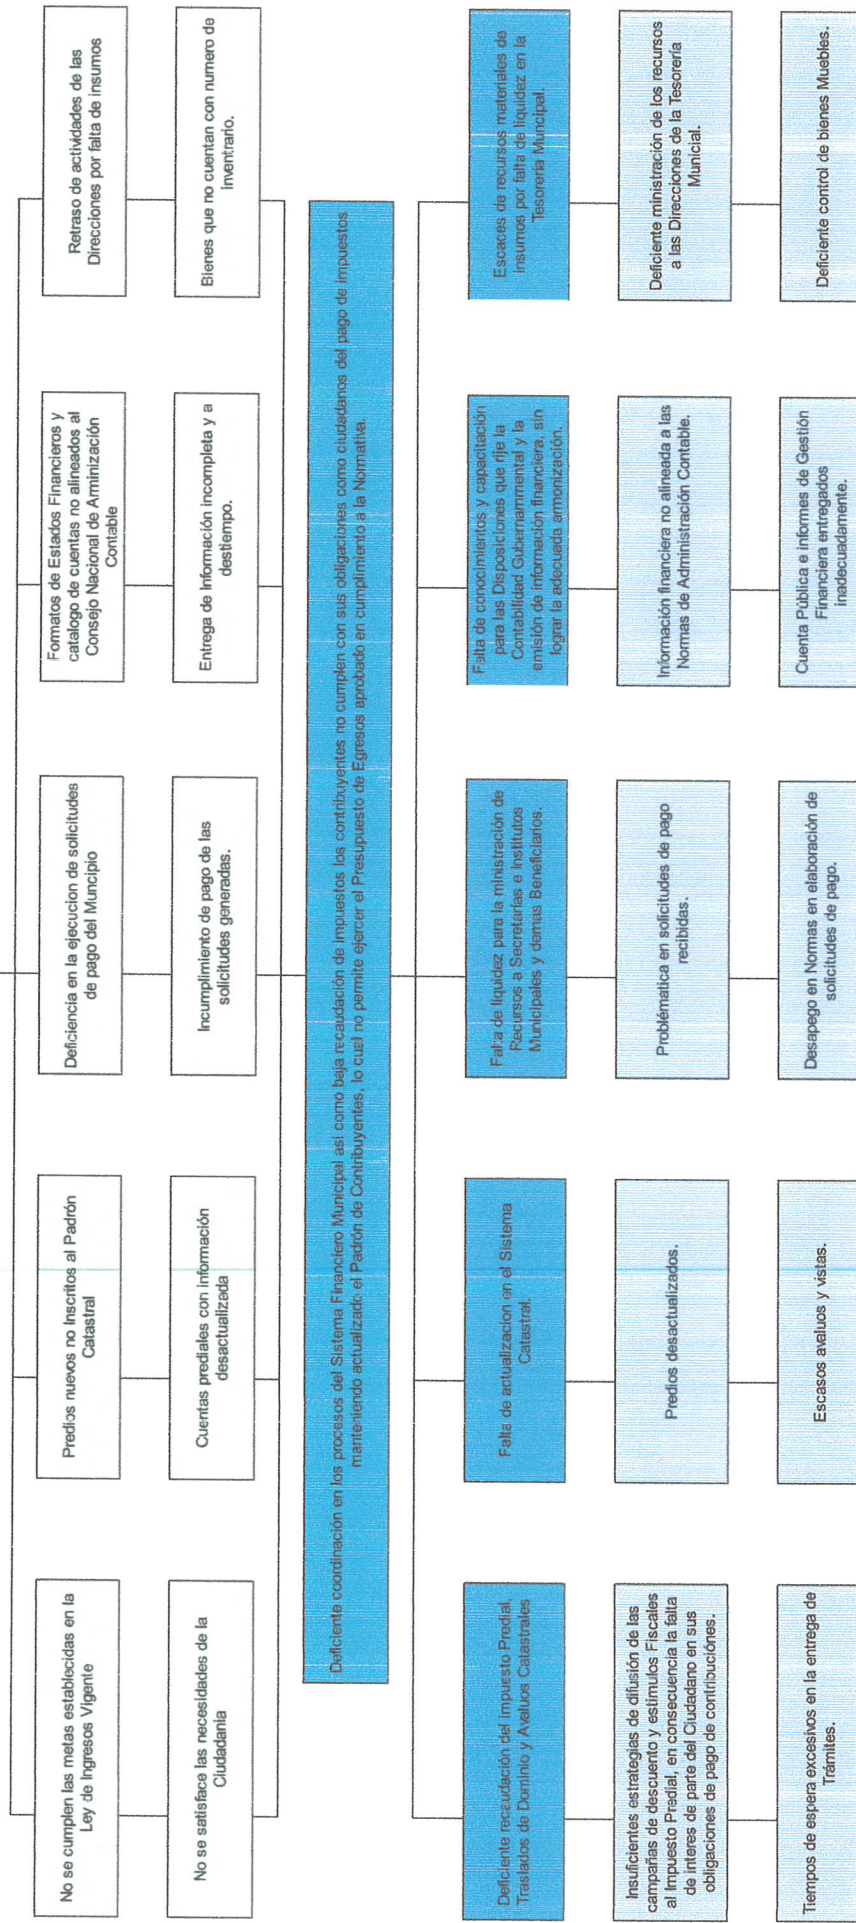 No se cumplen las metas establecidas en la
Ley de Ingresos Vigente
Predios nuevos no Inscritos al Padrón
Catastral
Deficiencia en la ejecucion de solicitudes
de pago del Muncipio
Formatos de Estados Financieros y
catalogo de cuentas no alineados al
Consejo Nacional de Arminización
Contable
Retraso de actividades de las
Direcciones por falta de insumos
No se satisface las necesidades de la
Ciudadanía
Cuentas prediales con información
desactualizada
Incumplimiento de pago de las
solicitudes generadas.
Entrega de Información incompleta y a
destiempo.
Bienes que no cuentan con numero de
inventrario.
Deficiente coordinación en los procesos del Sistema Financiero Municipal así como baja recaudación de impuestos los contribuyentes no cumplen con sus obligaciones como ciudadanos del pago de impuestos
manteniendo actualizado el Padrón de Contribuyentes, lo cual no permite ejercer el Presupuesto de Egresos aprobado en cumplimiento a la Normativa.
Deficiente recaudación del Impuesto Predial,
Traslados de Dominio y Avaluos Catastrales
Falta de actualizacion en el Sistema
Catastral.
Falta de liquidez para la ministración de
Recursos a Secretarías e Institutos
Municipales y demas Beneficiarios.
Falta de conocimientos y capacitación
para las Disposiciones que rije la
Contabilidad Gubernammental y la
emisión de información financiera, sin
lograr la adecuada armonización.
Escaces de recursos materiales de
insumos por falta de liquidez en la
Tesorería Muncipal.
Insuficientes estrategias de difusión de las
campañas de descuento y estímulos Fiscales
al Impuesto Predial, en consecuencia la falta
de interes de parte del Ciudadano en sus
obligaciones de pago de contribuciónes.
Predios desactualizados.
Problématica en solicitudes de pago
recibidas.
Información financiera no alineada a las
Normas de Administración Contable.
Deficiente ministración de los recursos
a las Direcciones de la Tesorería
Municial.
Tiempos de espera excesivos en la entrega de
Trámites.
Escasos avaluos y vistas.
Desapego en Normas en elaboración de
solicitudes de pago.
Cuenta Pública e informes de Gestión
Financiera entregados
inadecuadamente.
Deficiente control de bienes Muebles.